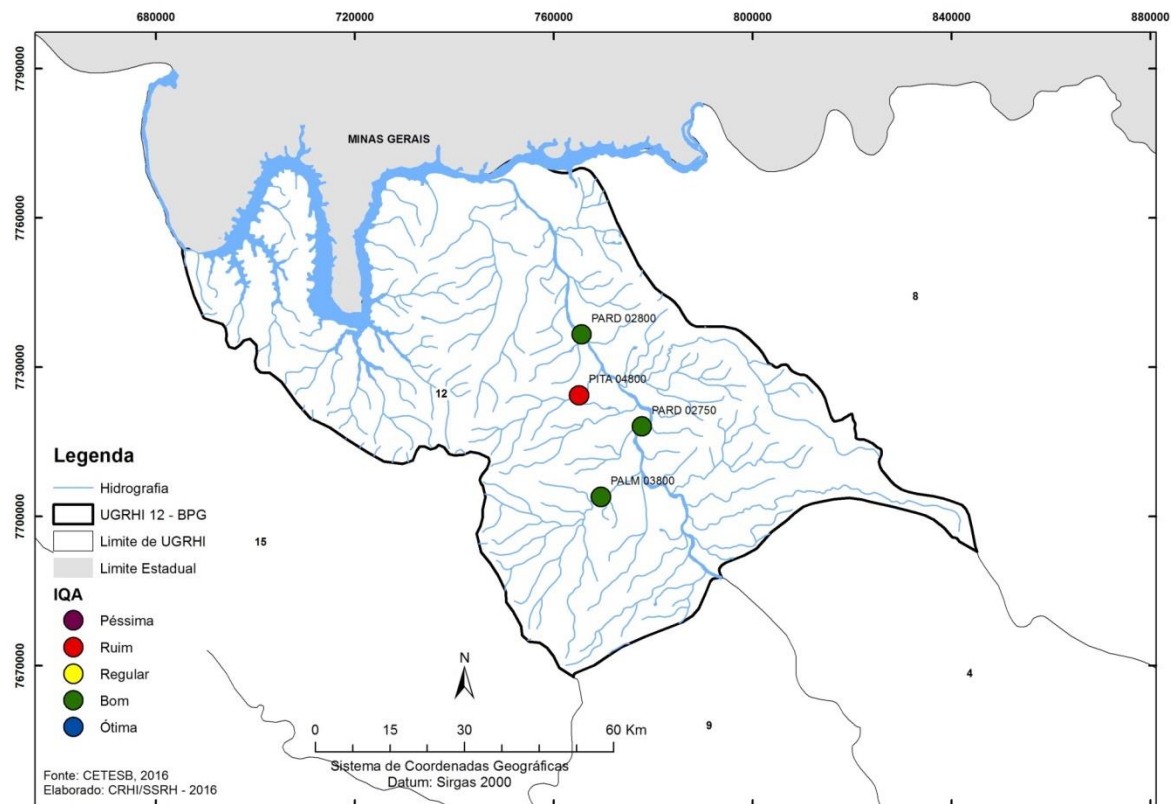 680000 720000 760000 800000 840000 880000
7790000
7760000
7730000
7700000
7670000
MINAS GERAIS
8
PARD 02800
PITA 04800
12
PARD 02750
PALM 03800
15
4
9
Legenda
Hidrografia
UGRHI 12 - BPG
Limite de UGRHI
Limite Estadual
IQA
Péssima
Ruim
Regular
Bom
Ótima
N
0 15 30 60 Km
Sistema de Coordenadas Geográficas
Datum: Sirgas 2000
Fonte: CETESB, 2016
Elaborado: CRHI/SSRH - 2016